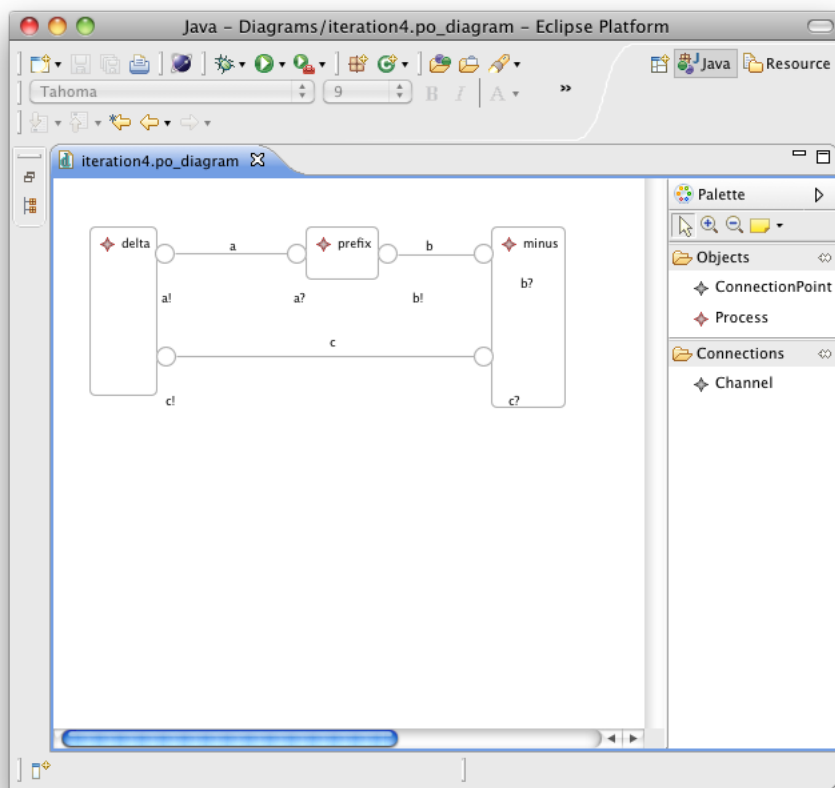 Java – Diagrams/iteration4.po_diagram – Eclipse Platform
Java Resource
Tahoma 9 B I A »
iteration4.po_diagram
Palette
delta a prefix b minus
Objects
b?
ConnectionPoint
a! a? b!
Process
c
Connections
Channel
c! c?